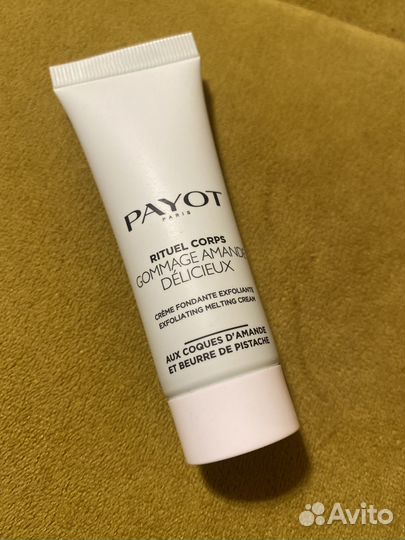 PAYOT
PARIS
RITUEL CORPS
GOMMAGE AMANDE
DÉLICIEUX
CRÈME FONDANTE EXFOLIANTE
EXFOLIATING MELTING CREAM
AUX COQUES D'AMANDE
ET BEURRE DE PISTACHE
Avito